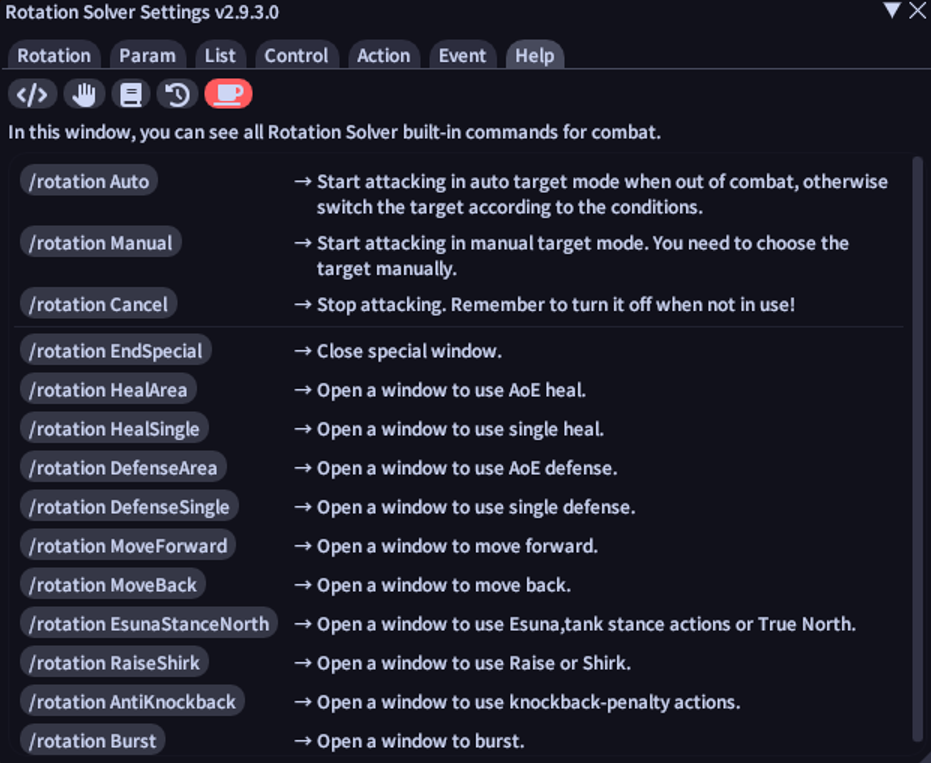 Rotation Solver Settings v2.9.3.0
Rotation Param List Control Action Event Help
In this window, you can see all Rotation Solver built-in commands for combat.
/rotation Auto → Start attacking in auto target mode when out of combat, otherwise
switch the target according to the conditions.
/rotation Manual → Start attacking in manual target mode. You need to choose the
target manually.
/rotation Cancel → Stop attacking. Remember to turn it off when not in use!
/rotation EndSpecial → Close special window.
/rotation HealArea → Open a window to use AoE heal.
/rotation HealSingle → Open a window to use single heal.
/rotation DefenseArea → Open a window to use AoE defense.
/rotation DefenseSingle → Open a window to use single defense.
/rotation MoveForward → Open a window to move forward.
/rotation MoveBack → Open a window to move back.
/rotation EsunaStanceNorth → Open a window to use Esuna,tank stance actions or True North.
/rotation RaiseShirk → Open a window to use Raise or Shirk.
/rotation AntiKnockback → Open a window to use knockback-penalty actions.
/rotation Burst → Open a window to burst.